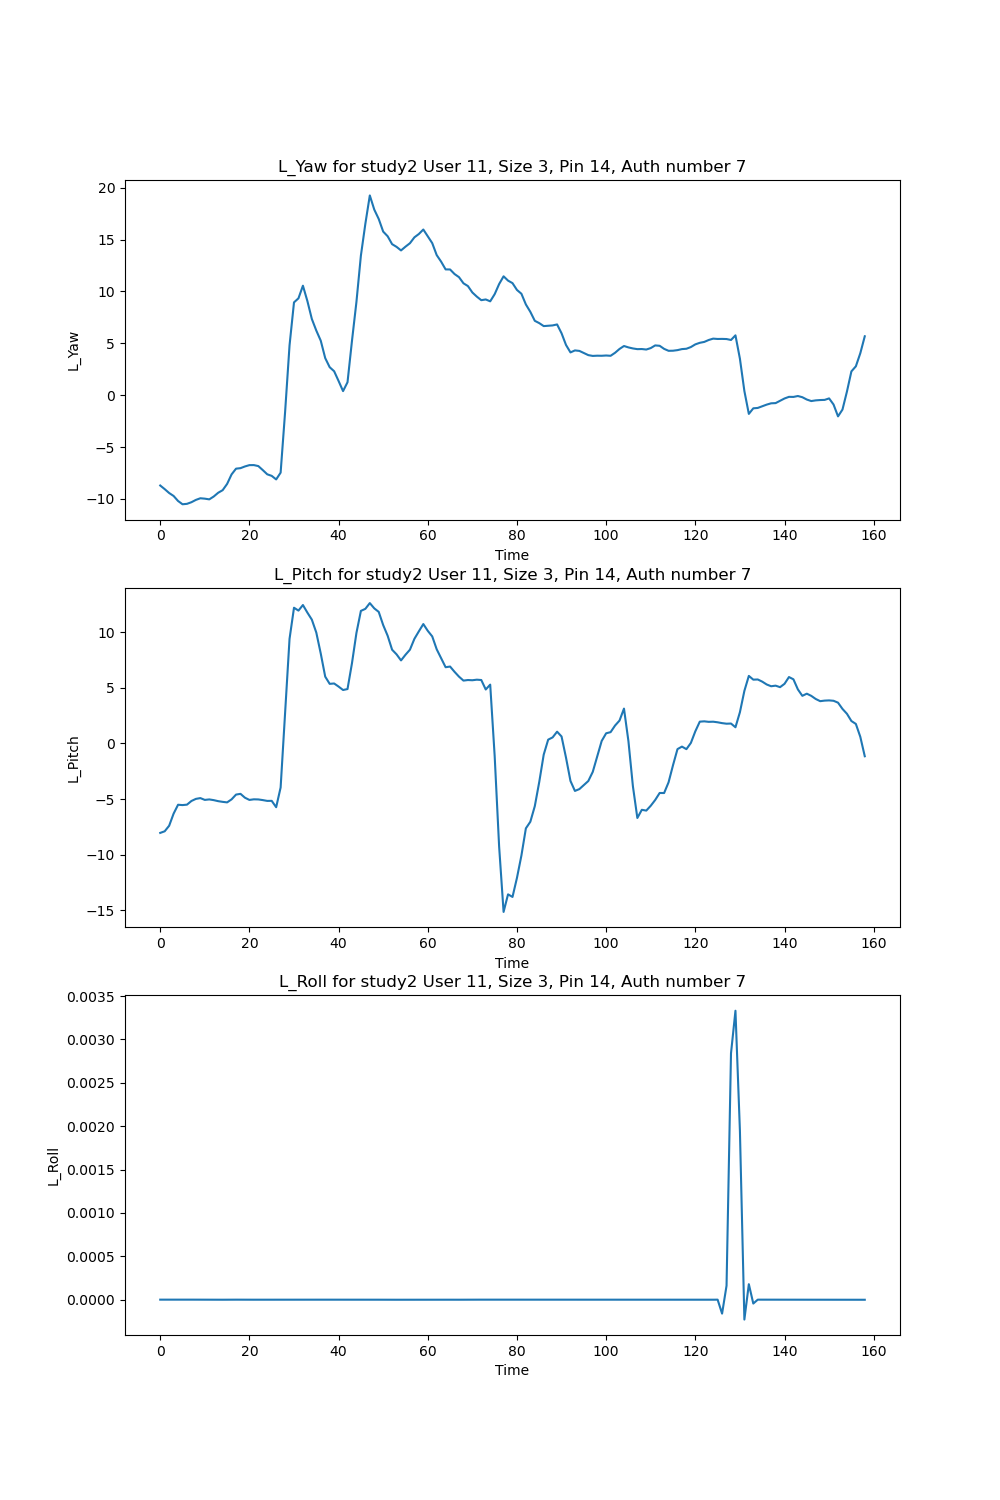 L_Yaw for study2 User 11, Size 3, Pin 14, Auth number 7
20
15
10
5
0
−5
−10
L_Yaw
0 20 40 60 80 100 120 140 160
Time
L_Pitch for study2 User 11, Size 3, Pin 14, Auth number 7
10
5
0
−5
−10
−15
L_Pitch
0 20 40 60 80 100 120 140 160
Time
L_Roll for study2 User 11, Size 3, Pin 14, Auth number 7
0.0035
0.0030
0.0025
0.0020
0.0015
0.0010
0.0005
0.0000
L_Roll
0 20 40 60 80 100 120 140 160
Time